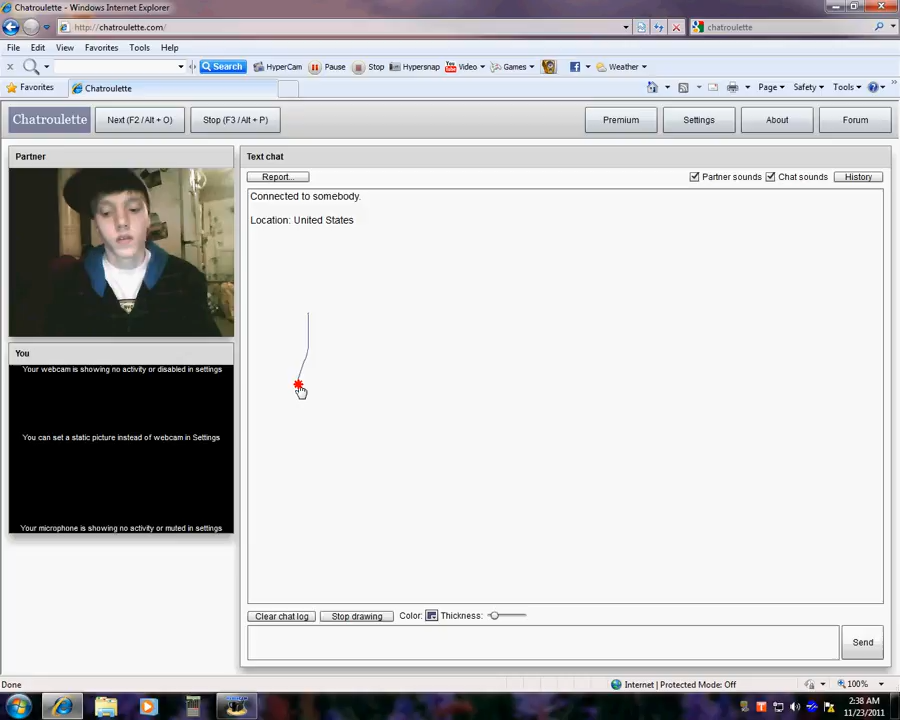 Chatroulette - Windows Internet Explorer
http://chatroulette.com/
chatroulette
File Edit View Favorites Tools Help
Search HyperCam Pause Stop Hypersnap Video Games Weather
Favorites Chatroulette Page Safety Tools
Chatroulette Next (F2 / Alt + O) Stop (F3 / Alt + P) Premium Settings About Forum
Partner
Text chat
Report... Partner sounds Chat sounds History
Connected to somebody.
Location: United States
You
Your webcam is showing no activity or disabled in settings
You can set a static picture instead of webcam in Settings
Your microphone is showing no activity or muted in settings
Clear chat log Stop drawing Color: Thickness:
Send
Done Internet | Protected Mode: Off 100%
2:38 AM
11/23/2011